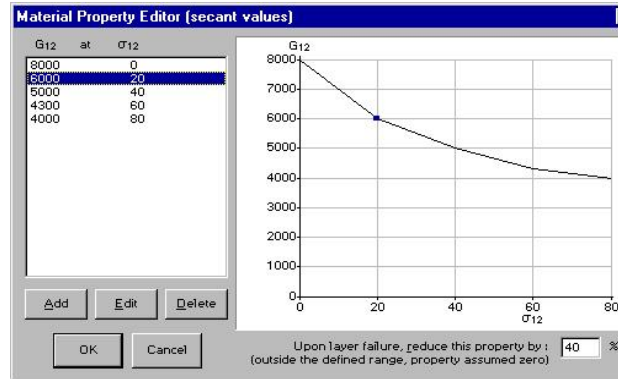 Material Property Editor (secant values)
G12 at σ12
8000 0
6000 20
5000 40
4300 60
4000 80
Add Edit Delete
OK Cancel
G12
8000
7000
6000
5000
4000
3000
2000
1000
0
0 20 40 60 80
σ12
Upon layer failure, reduce this property by : 40 %
(outside the defined range, property assumed zero)